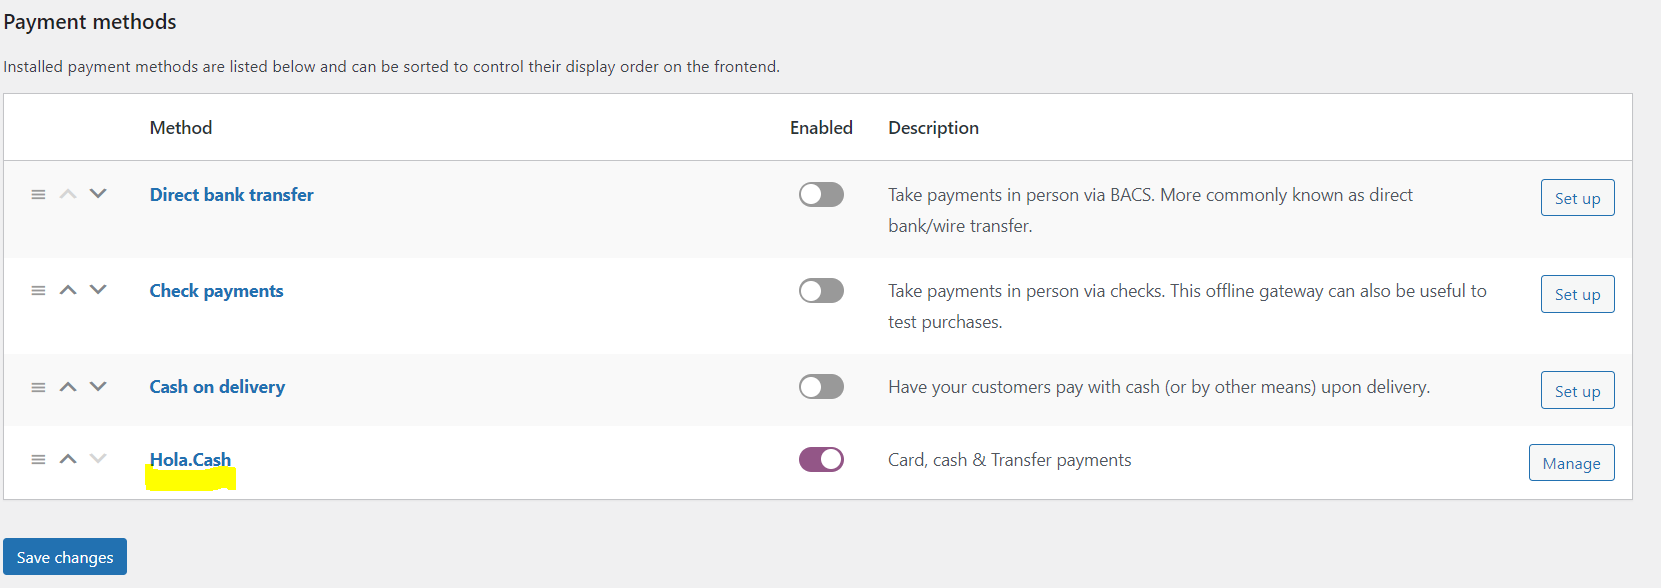 Payment methods
Installed payment methods are listed below and can be sorted to control their display order on the frontend.
Method Enabled Description
Direct bank transfer Take payments in person via BACS. More commonly known as direct Set up
bank/wire transfer.
Check payments Take payments in person via checks. This offline gateway can also be useful to Set up
test purchases.
Cash on delivery Have your customers pay with cash (or by other means) upon delivery. Set up
Hola.Cash Card, cash & Transfer payments Manage
Save changes